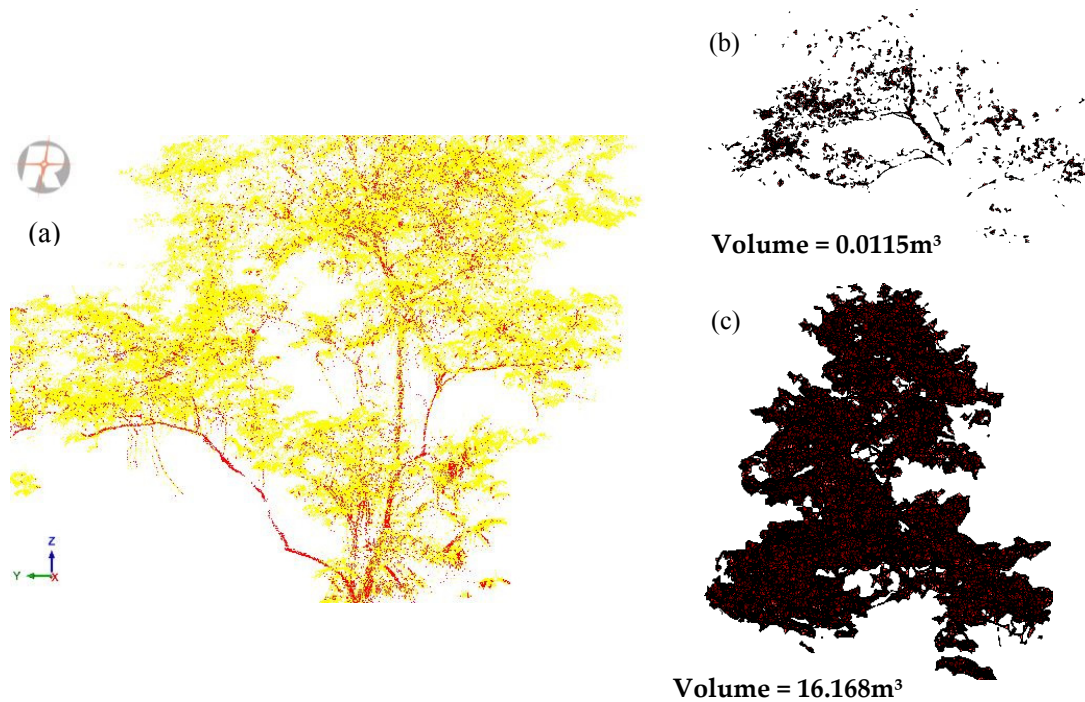 (a)
Z
Y
X
(b)
Volume = 0.0115m³
(c)
Volume = 16.168m³